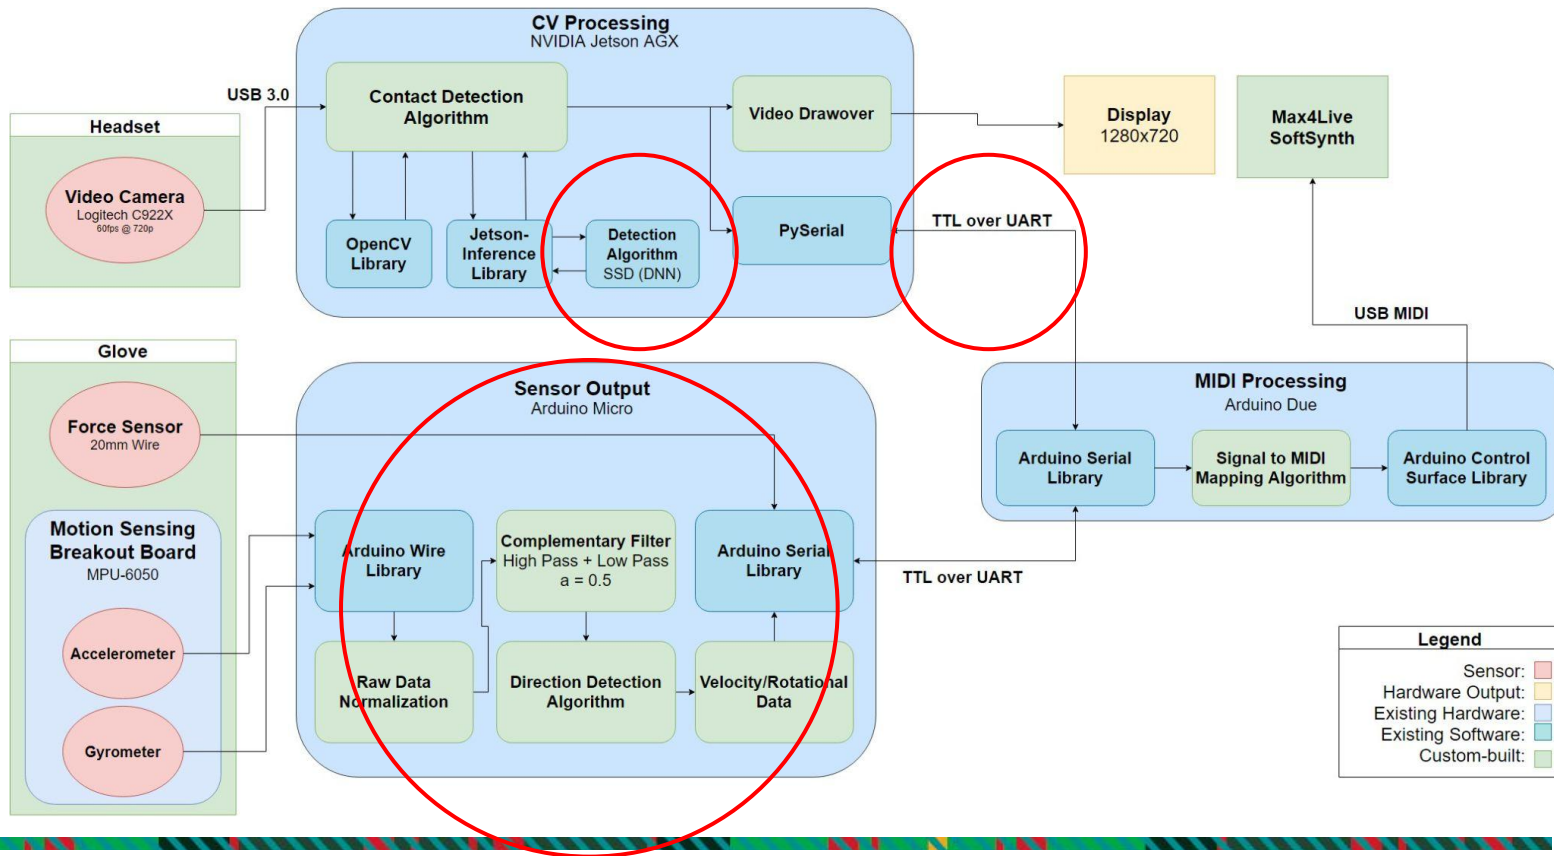 CV Processing
NVIDIA Jetson AGX
USB 3.0
Contact Detection
Algorithm
Video Drawover
Display
1280x720
Max4Live
SoftSynth
Headset
Video Camera
Logitech C922X
60fps @ 720p
OpenCV
Library
Jetson-
Inference
Library
Detection
Algorithm
SSD (DNN)
PySerial
TTL over UART
USB MIDI
Glove
Force Sensor
20mm Wire
Motion Sensing
Breakout Board
MPU-6050
Accelerometer
Gyrometer
Sensor Output
Arduino Micro
Arduino Wire
Library
Complementary Filter
High Pass + Low Pass
a = 0.5
Arduino Serial
Library
Raw Data
Normalization
Direction Detection
Algorithm
Velocity/Rotational
Data
TTL over UART
MIDI Processing
Arduino Due
Arduino Serial
Library
Signal to MIDI
Mapping Algorithm
Arduino Control
Surface Library
Legend
Sensor:
Hardware Output:
Existing Hardware:
Existing Software:
Custom-built: